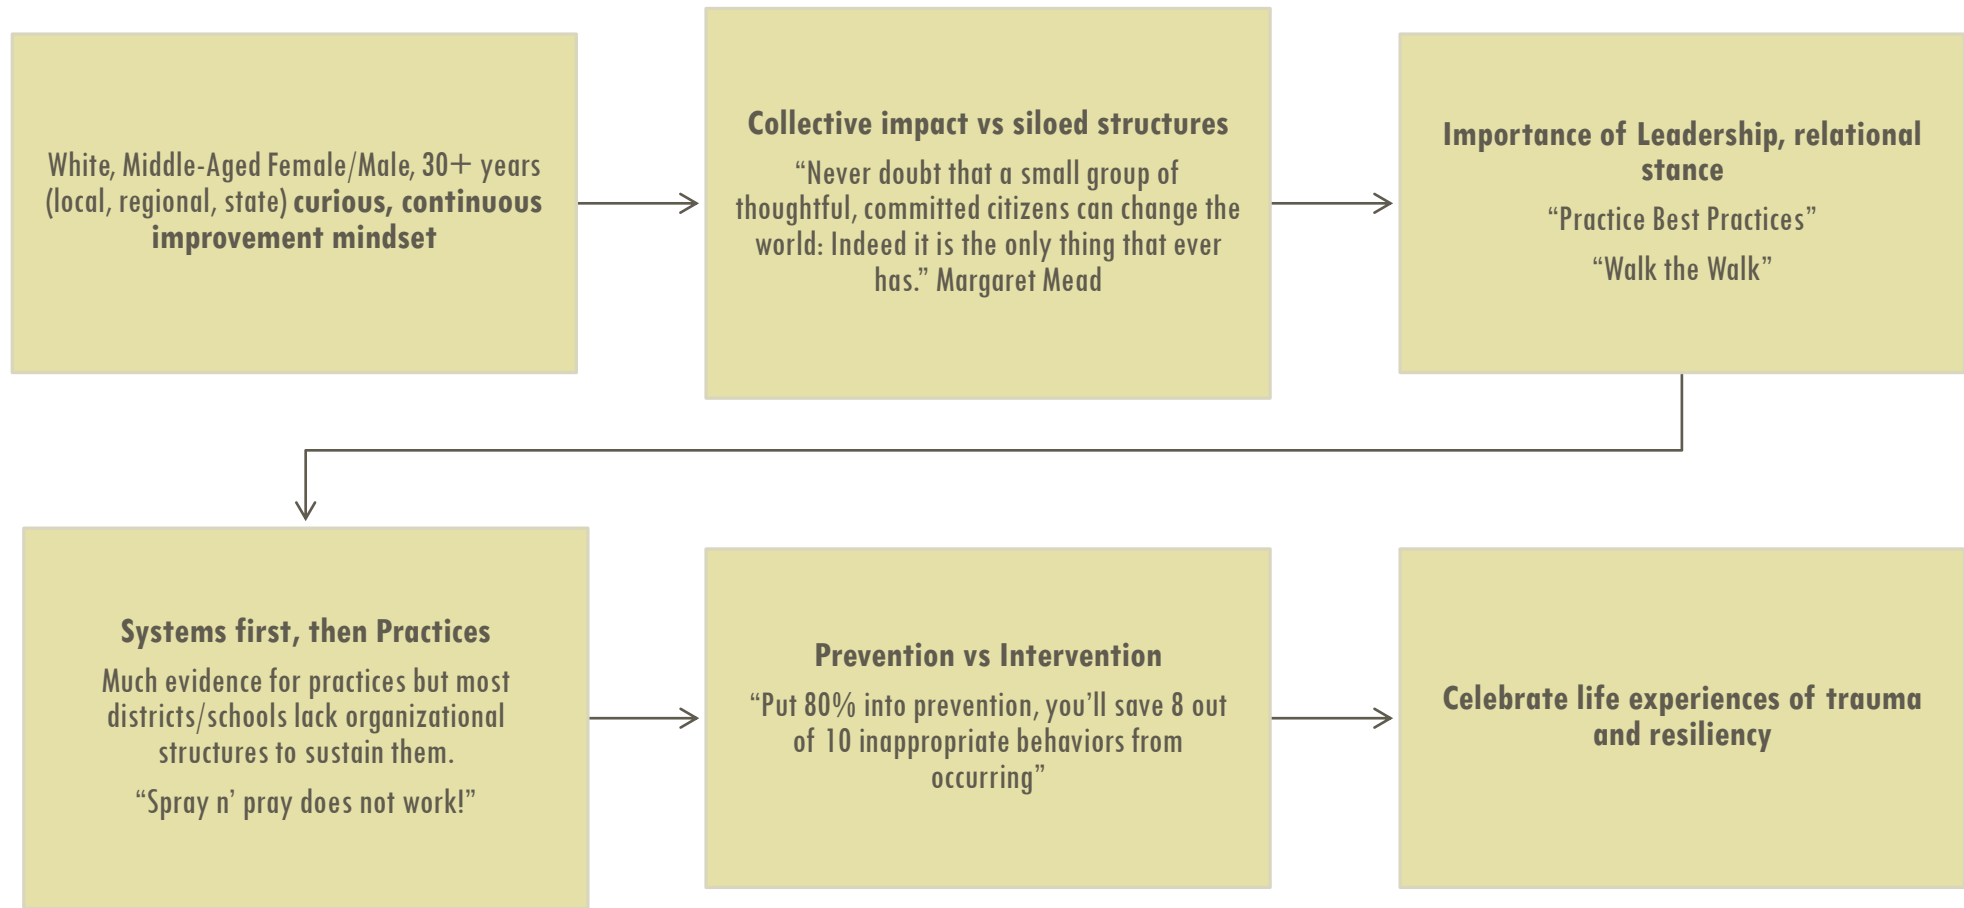 White, Middle-Aged Female/Male, 30+ years
(local, regional, state) curious, continuous
improvement mindset
Collective impact vs siloed structures
“Never doubt that a small group of
thoughtful, committed citizens can change the
world: Indeed it is the only thing that ever
has.” Margaret Mead
Importance of Leadership, relational
stance
“Practice Best Practices”
“Walk the Walk”
Systems first, then Practices
Much evidence for practices but most
districts/schools lack organizational
structures to sustain them.
“Spray n’ pray does not work!”
Prevention vs Intervention
“Put 80% into prevention, you’ll save 8 out
of 10 inappropriate behaviors from
occurring”
Celebrate life experiences of trauma
and resiliency